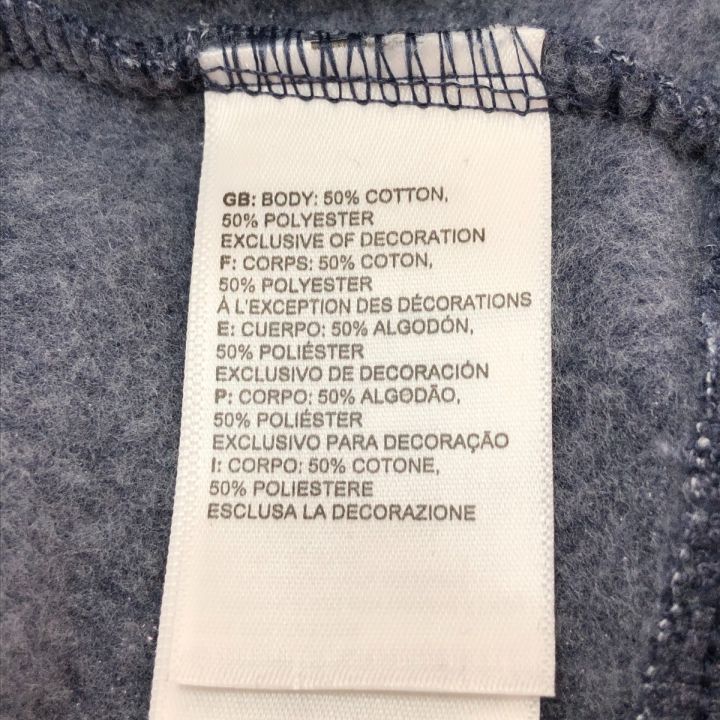 GB: BODY: 50% COTTON,
50% POLYESTER
EXCLUSIVE OF DECORATION
F: CORPS: 50% COTON,
50% POLYESTER
À L'EXCEPTION DES DÉCORATIONS
E: CUERPO: 50% ALGODÓN,
50% POLIÉSTER
EXCLUSIVO DE DECORACIÓN
P: CORPO: 50% ALGODÃO,
50% POLIÉSTER
EXCLUSIVO PARA DECORAÇÃO
I: CORPO: 50% COTONE,
50% POLIESTERE
ESCLUSA LA DECORAZIONE